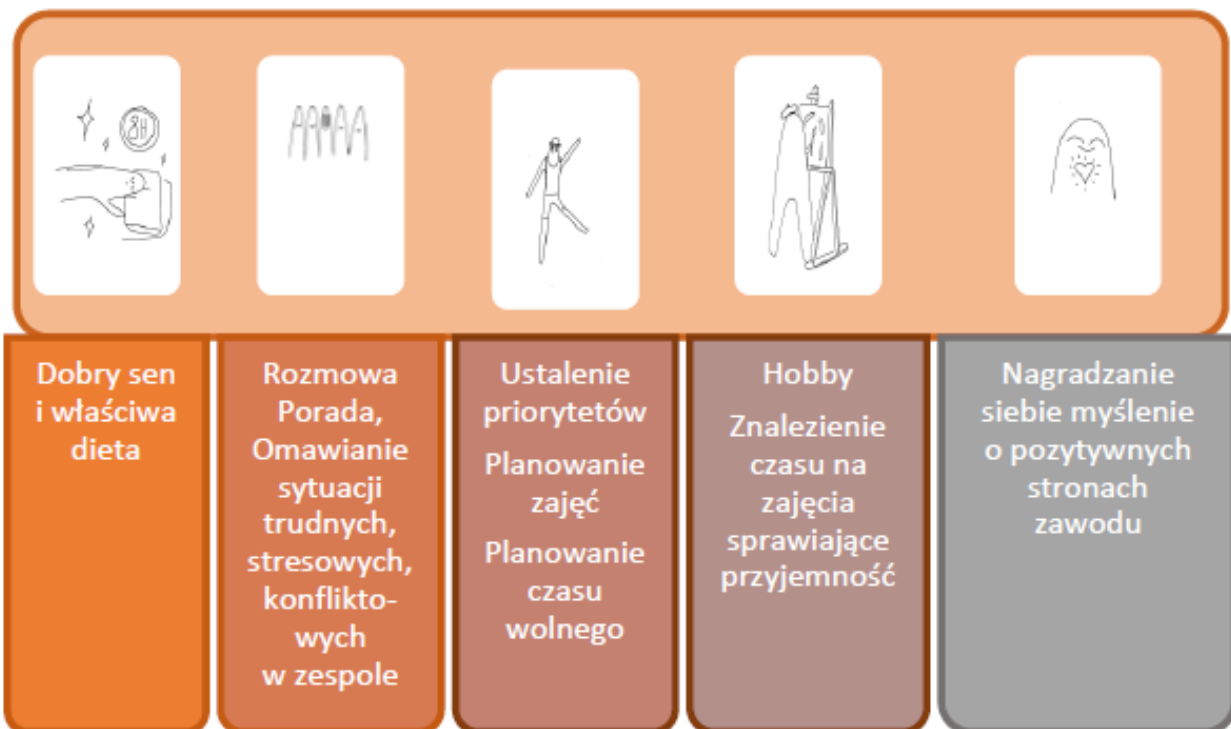 8H
Dobry sen
i właściwa
dieta
Rozmowa
Porada,
Omawianie
sytuacji
trudnych,
stresowych,
konflikto-
wych
w zespole
Ustalenie
priorytetów
Planowanie
zajęć
Planowanie
czasu
wolnego
Hobby
Znalezienie
czasu na
zajęcia
sprawiające
przyjemność
Nagradzanie
siebie myślenie
o pozytywnych
stronach
zawodu